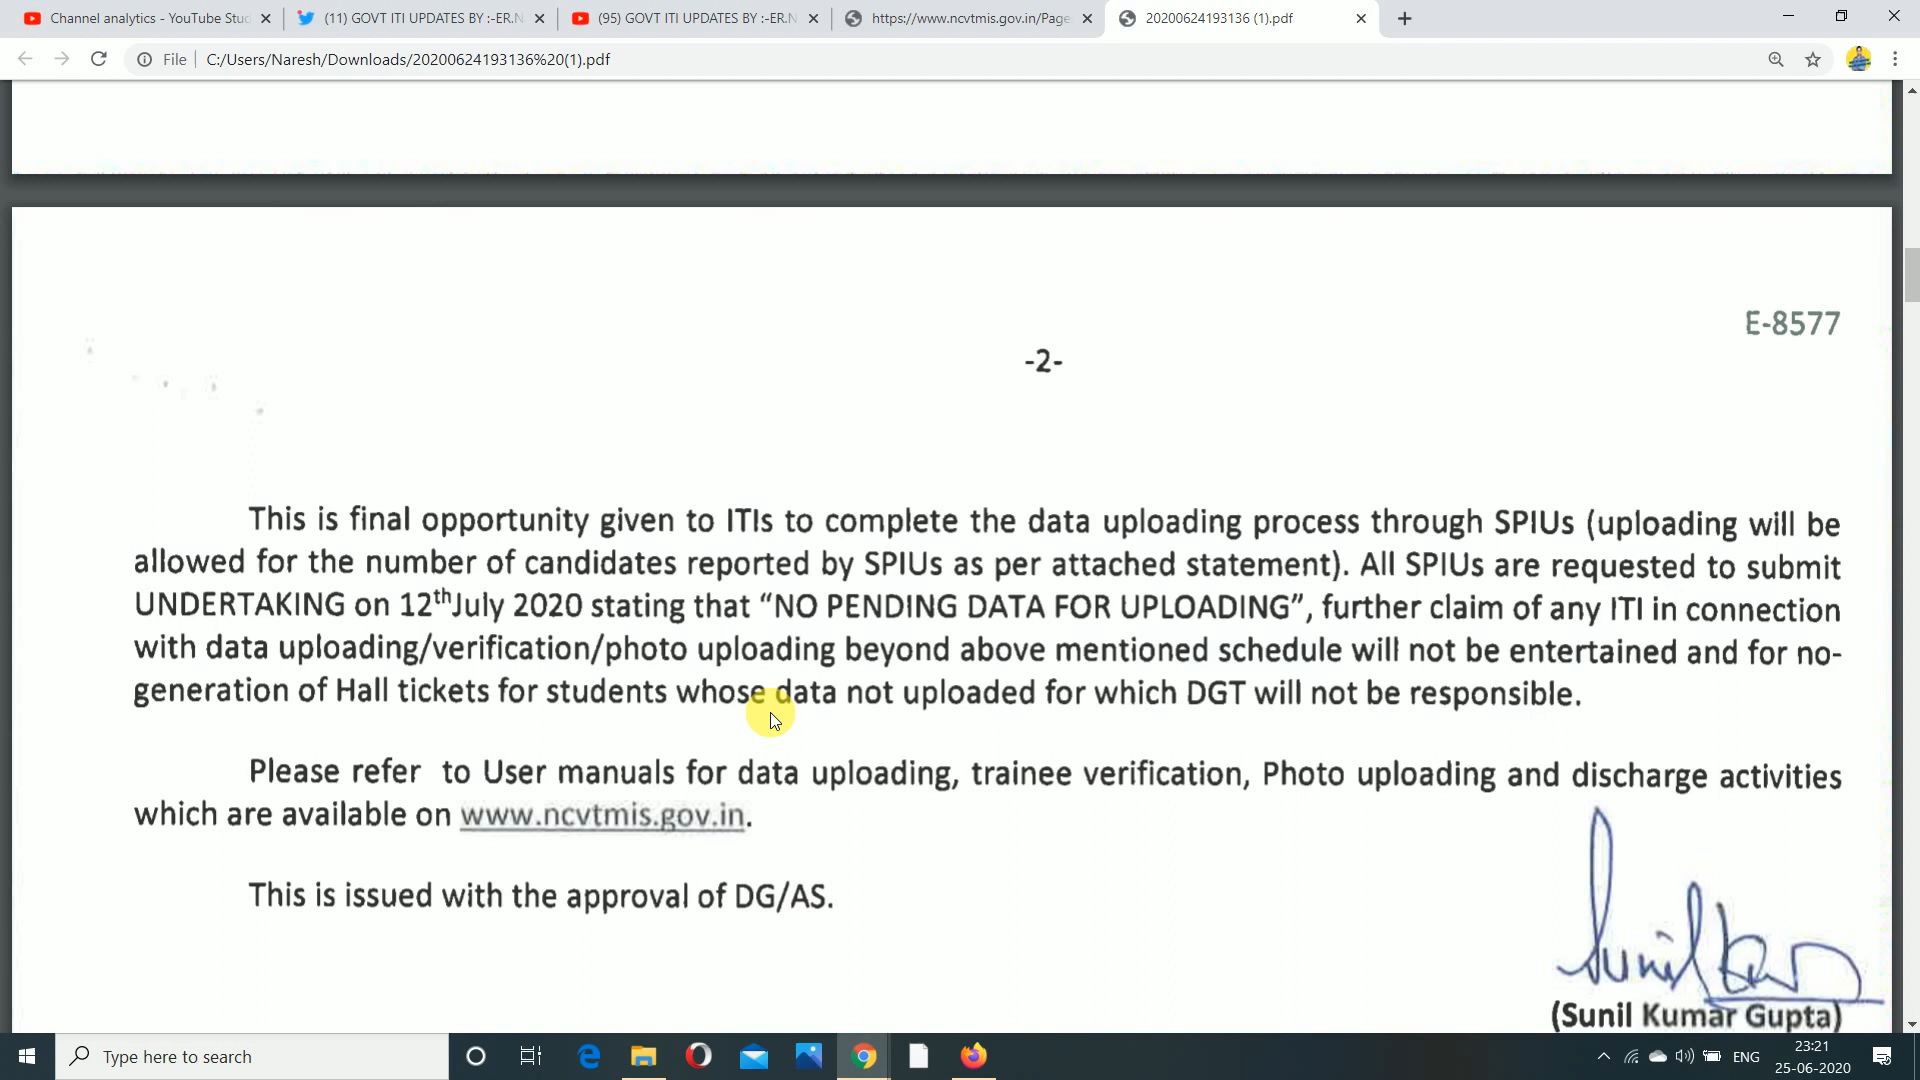 Channel analytics - YouTube Stud
(11) GOVT ITI UPDATES BY :-ER.N
(95) GOVT ITI UPDATES BY :-ER.N
https://www.ncvtmis.gov.in/Page
20200624193136 (1).pdf
File
C:/Users/Naresh/Downloads/20200624193136%20(1).pdf
E-8577
-2-
This is final opportunity given to ITIs to complete the data uploading process through SPIUs (uploading will be
allowed for the number of candidates reported by SPIUs as per attached statement). All SPIUs are requested to submit
UNDERTAKING on 12thJuly 2020 stating that “NO PENDING DATA FOR UPLOADING”, further claim of any ITI in connection
with data uploading/verification/photo uploading beyond above mentioned schedule will not be entertained and for no-
generation of Hall tickets for students whose data not uploaded for which DGT will not be responsible.
Please refer to User manuals for data uploading, trainee verification, Photo uploading and discharge activities
which are available on www.ncvtmis.gov.in.
This is issued with the approval of DG/AS.
(Sunil Kumar Gupta)
Type here to search
ENG
23:21
25-06-2020